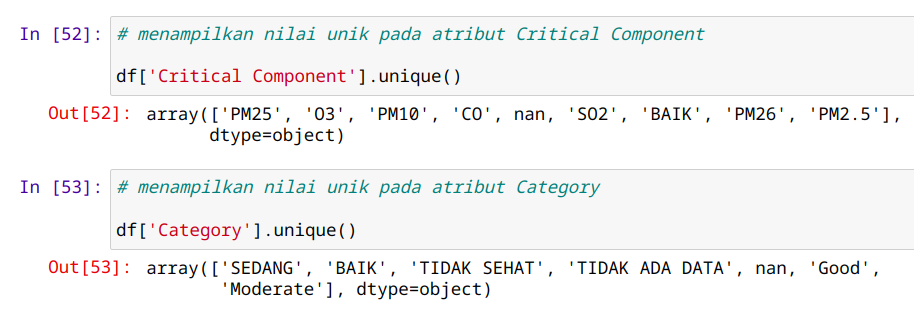 In [52]: # menampilkan nilai unik pada atribut Critical Component
df['Critical Component'].unique()
Out[52]: array(['PM25', 'O3', 'PM10', 'CO', nan, 'SO2', 'BAIK', 'PM26', 'PM2.5'],
dtype=object)
In [53]: # menampilkan nilai unik pada atribut Category
df['Category'].unique()
Out[53]: array(['SEDANG', 'BAIK', 'TIDAK SEHAT', 'TIDAK ADA DATA', nan, 'Good',
'Moderate'], dtype=object)